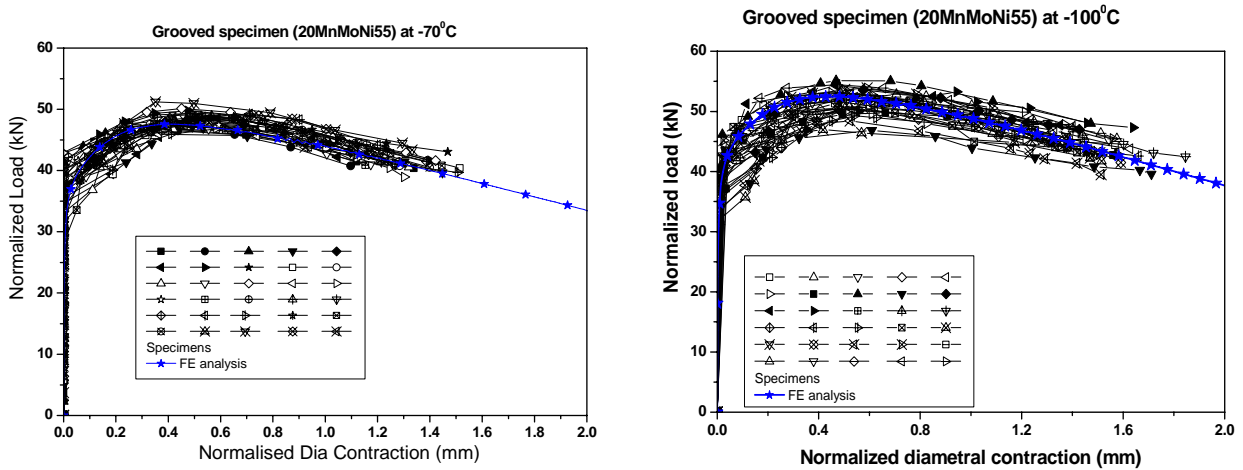 Grooved specimen (20MnMoNi55) at -70⁰C
60
50
40
30
20
10
0
Normalized Load (kN)
Specimens
FE analysis
0.0 0.2 0.4 0.6 0.8 1.0 1.2 1.4 1.6 1.8 2.0
Normalised Dia Contraction (mm)
Grooved specimen (20MnMoNi55) at -100⁰C
60
50
40
30
20
10
0
Normalized load (kN)
Specimens
FE analysis
0.0 0.4 0.8 1.2 1.6 2.0
Normalized diametral contraction (mm)